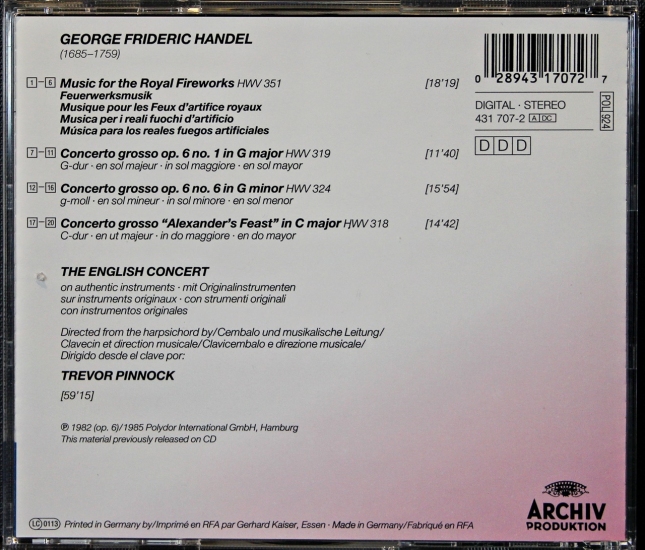 GEORGE FRIDERIC HANDEL
(1685–1759)
1–6 Music for the Royal Fireworks HWV 351 [18'19]
Feuerwerksmusik
Musique pour les Feux d'artifice royaux
Musica per i reali fuochi d'artificio
Música para los reales fuegos artificiales
7–11 Concerto grosso op. 6 no. 1 in G major HWV 319 [11'40]
G-dur · en sol majeur · in sol maggiore · en sol mayor
12–16 Concerto grosso op. 6 no. 6 in G minor HWV 324 [15'54]
g-moll · en sol mineur · in sol minore · en sol menor
17–20 Concerto grosso “Alexander's Feast” in C major HWV 318 [14'42]
C-dur · en ut majeur · in do maggiore · en do mayor
THE ENGLISH CONCERT
on authentic instruments · mit Originalinstrumenten
sur instruments originaux · con strumenti originali
con instrumentos originales
Directed from the harpsichord by/Cembalo und musikalische Leitung/
Clavecin et direction musicale/Clavicembalo e direzione musicale/
Dirigido desde el clave por:
TREVOR PINNOCK
[59'15]
℗ 1982 (op. 6)/1985 Polydor International GmbH, Hamburg
This material previously released on CD
LC 0113 Printed in Germany by/Imprimé en RFA par Gerhard Kaiser, Essen · Made in Germany/Fabriqué en RFA
0 28943 17072 7
DIGITAL · STEREO
431 707-2 A DC
POL 924
D D D
ARCHIV
PRODUKTION